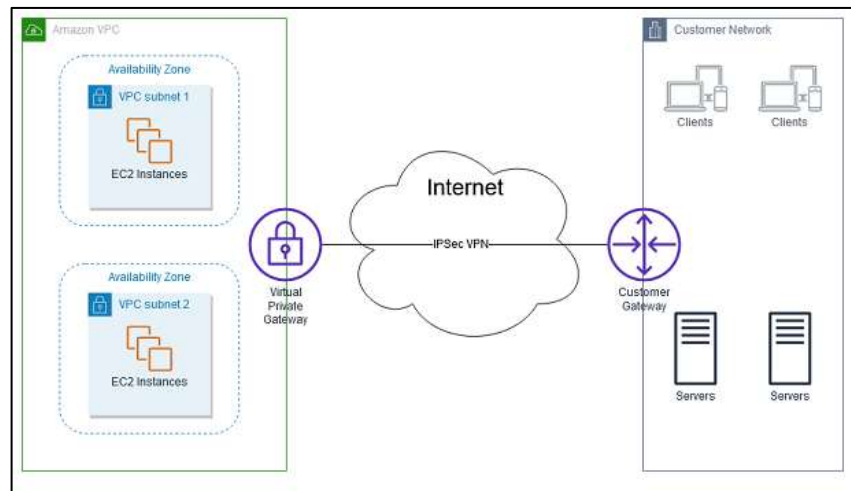 Amazon VPC
Availability Zone
VPC subnet 1
EC2 Instances
Availability Zone
VPC subnet 2
EC2 Instances
Virtual
Private
Gateway
Internet
IPSec VPN
Customer
Gateway
Customer Network
Clients
Clients
Servers
Servers